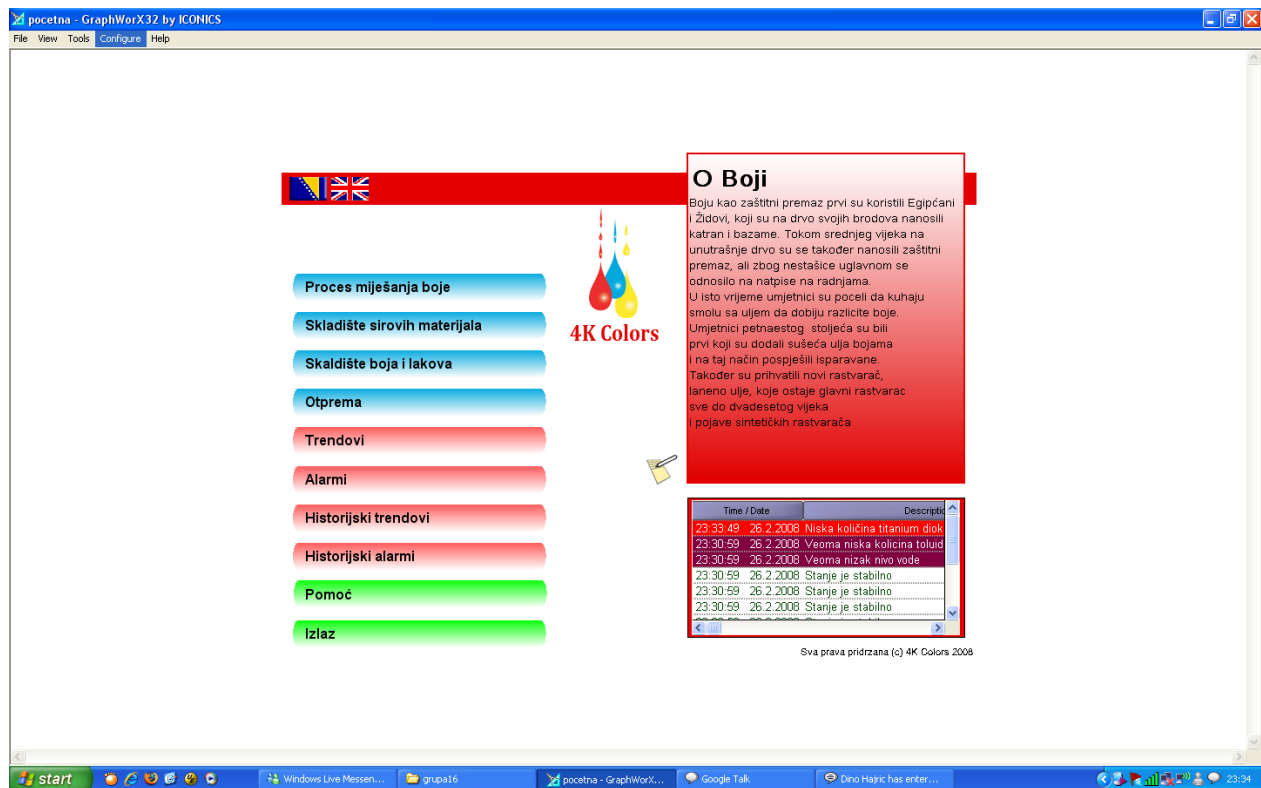 pocetna - GraphWorX32 by ICONICS
File View Tools Configure Help
O Boji
Boju kao zaštitni premaz prvi su koristili Egipćani
i Židovi, koji su na drvo svojih brodova nanosili
katran i bazame. Tokom srednjeg vijeka na
unutrašnje drvo su se također nanosili zaštitni
premaz, ali zbog nestašice uglavnom se
odnosilo na natpise na radnjama.
U isto vrijeme umjetnici su poceli da kuhaju
smolu sa uljem da dobiju razlicite boje.
Umjetnici petnaestog stoljeća su bili
prvi koji su dodali sušeća ulja bojama
i na taj način pospješili isparavane.
Također su prihvatili novi rastvarač,
laneno ulje, koje ostaje glavni rastvarac
sve do dvadesetog vijeka
i pojave sintetičkih rastvarača
4K Colors
Proces miješanja boje
Skladište sirovih materijala
Skaldište boja i lakova
Otprema
Trendovi
Alarmi
Historijski trendovi
Historijski alarmi
Pomoć
Izlaz
Time / Date Descriptio
23:33:49 26.2.2008 Niska količina titanium diok
23:30:59 26.2.2008 Veoma niska kolicina toluid
23:30:59 26.2.2008 Veoma nizak nivo vode
23:30:59 26.2.2008 Stanje je stabilno
23:30:59 26.2.2008 Stanje je stabilno
23:30:59 26.2.2008 Stanje je stabilno
Sva prava pridrzana (c) 4K Colors 2008
start Windows Live Messen... grupa16 pocetna - GraphWorX... Google Talk Dino Hajric has enter... 23:34